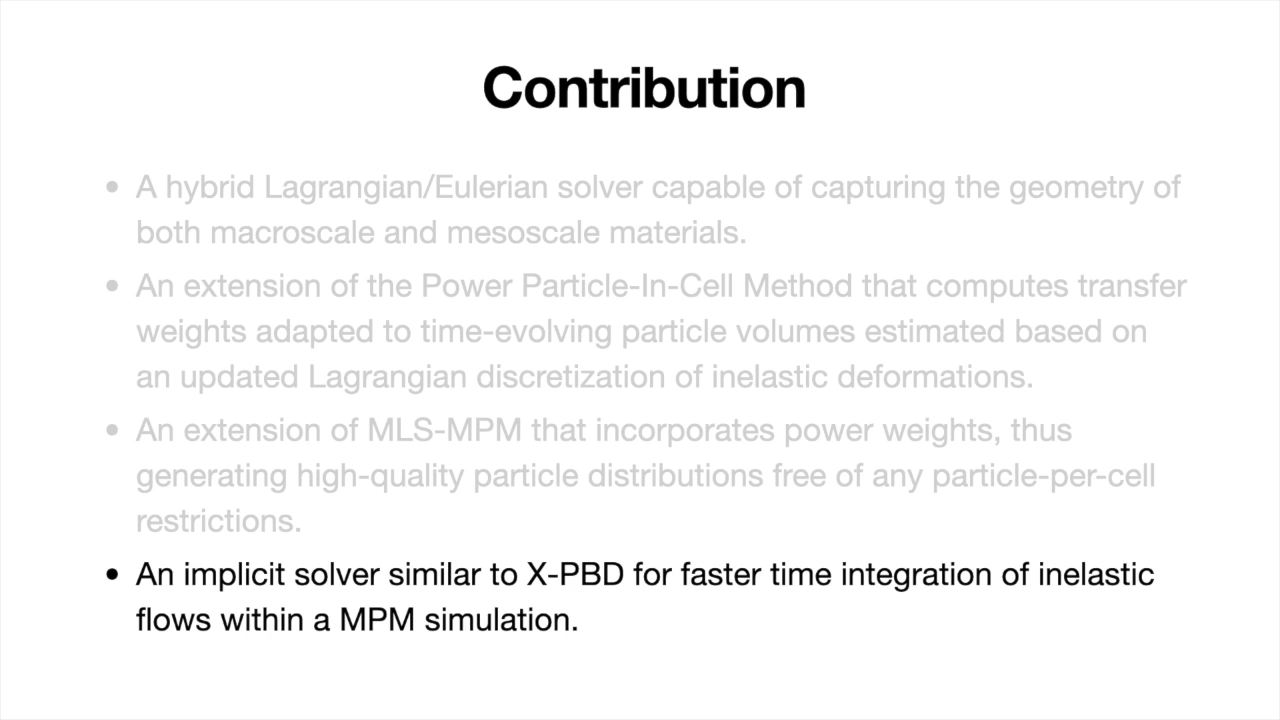 Contribution
• A hybrid Lagrangian/Eulerian solver capable of capturing the geometry of
both macroscale and mesoscale materials.
• An extension of the Power Particle-In-Cell Method that computes transfer
weights adapted to time-evolving particle volumes estimated based on
an updated Lagrangian discretization of inelastic deformations.
• An extension of MLS-MPM that incorporates power weights, thus
generating high-quality particle distributions free of any particle-per-cell
restrictions.
• An implicit solver similar to X-PBD for faster time integration of inelastic
flows within a MPM simulation.